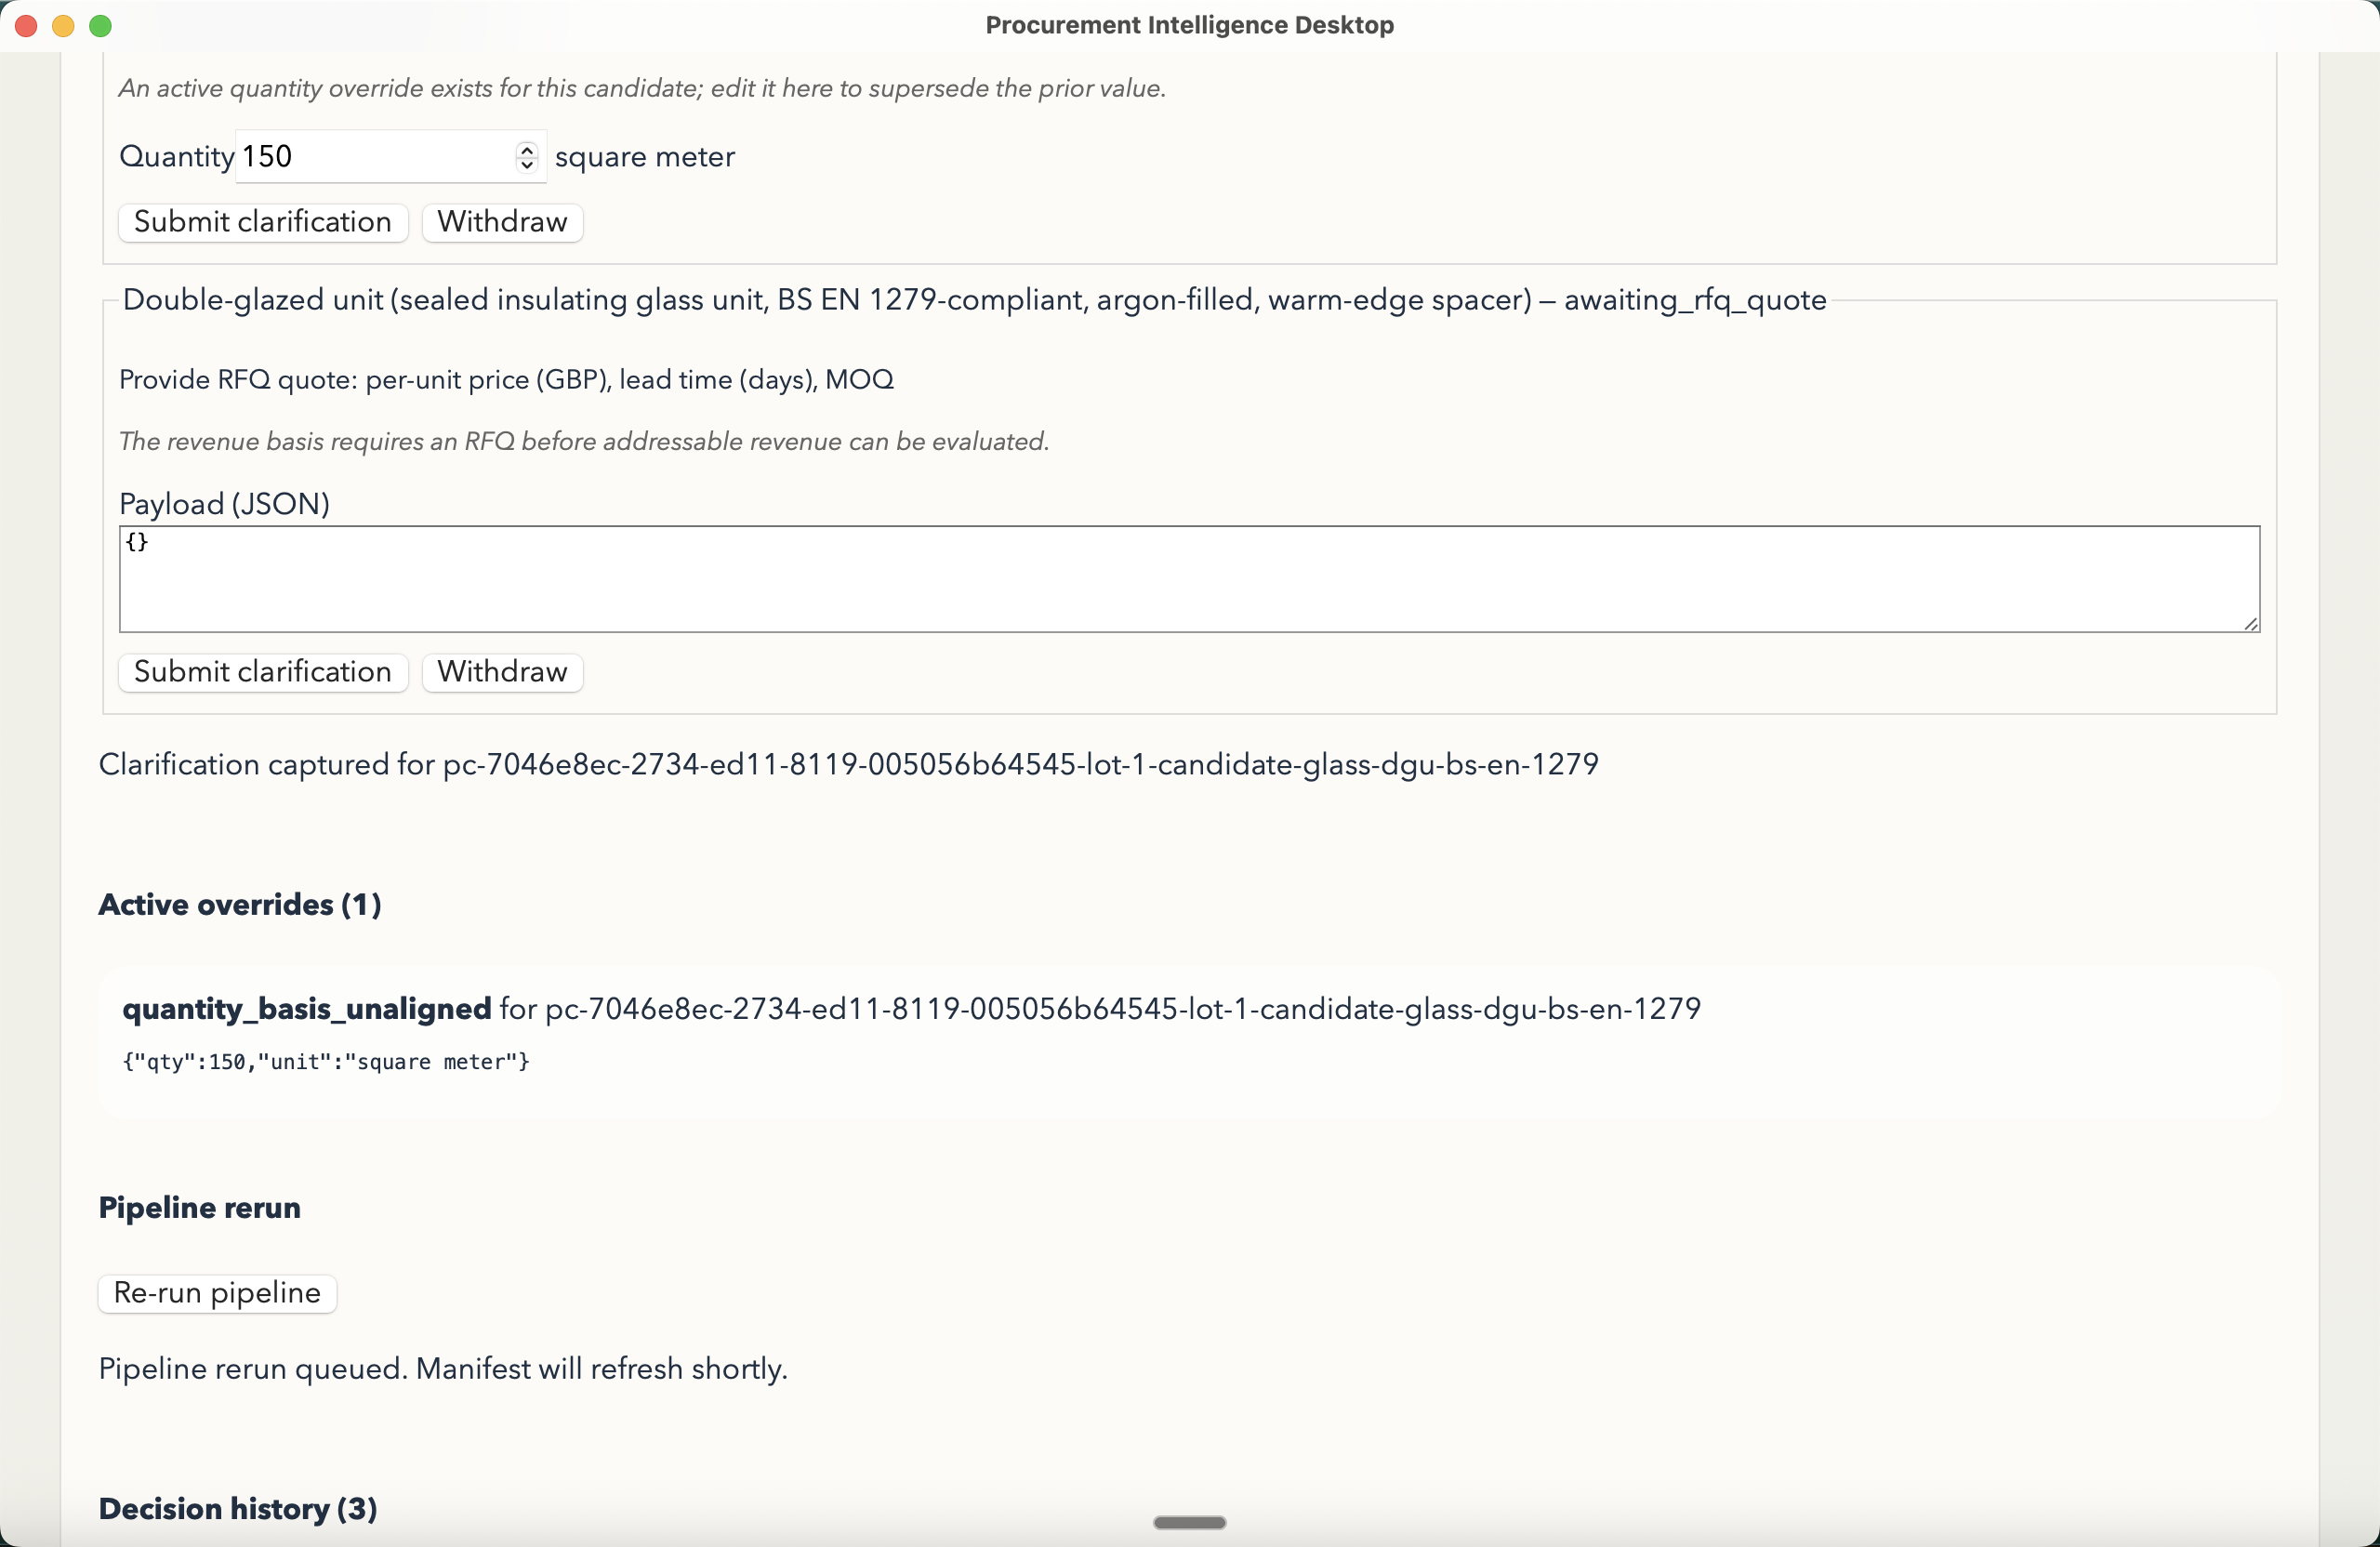 Procurement Intelligence Desktop
An active quantity override exists for this candidate; edit it here to supersede the prior value.
Quantity 150 square meter
Submit clarification Withdraw
Double-glazed unit (sealed insulating glass unit, BS EN 1279-compliant, argon-filled, warm-edge spacer) — awaiting_rfq_quote
Provide RFQ quote: per-unit price (GBP), lead time (days), MOQ
The revenue basis requires an RFQ before addressable revenue can be evaluated.
Payload (JSON)
{}
Submit clarification Withdraw
Clarification captured for pc-7046e8ec-2734-ed11-8119-005056b64545-lot-1-candidate-glass-dgu-bs-en-1279
Active overrides (1)
quantity_basis_unaligned for pc-7046e8ec-2734-ed11-8119-005056b64545-lot-1-candidate-glass-dgu-bs-en-1279
{"qty":150,"unit":"square meter"}
Pipeline rerun
Re-run pipeline
Pipeline rerun queued. Manifest will refresh shortly.
Decision history (3)